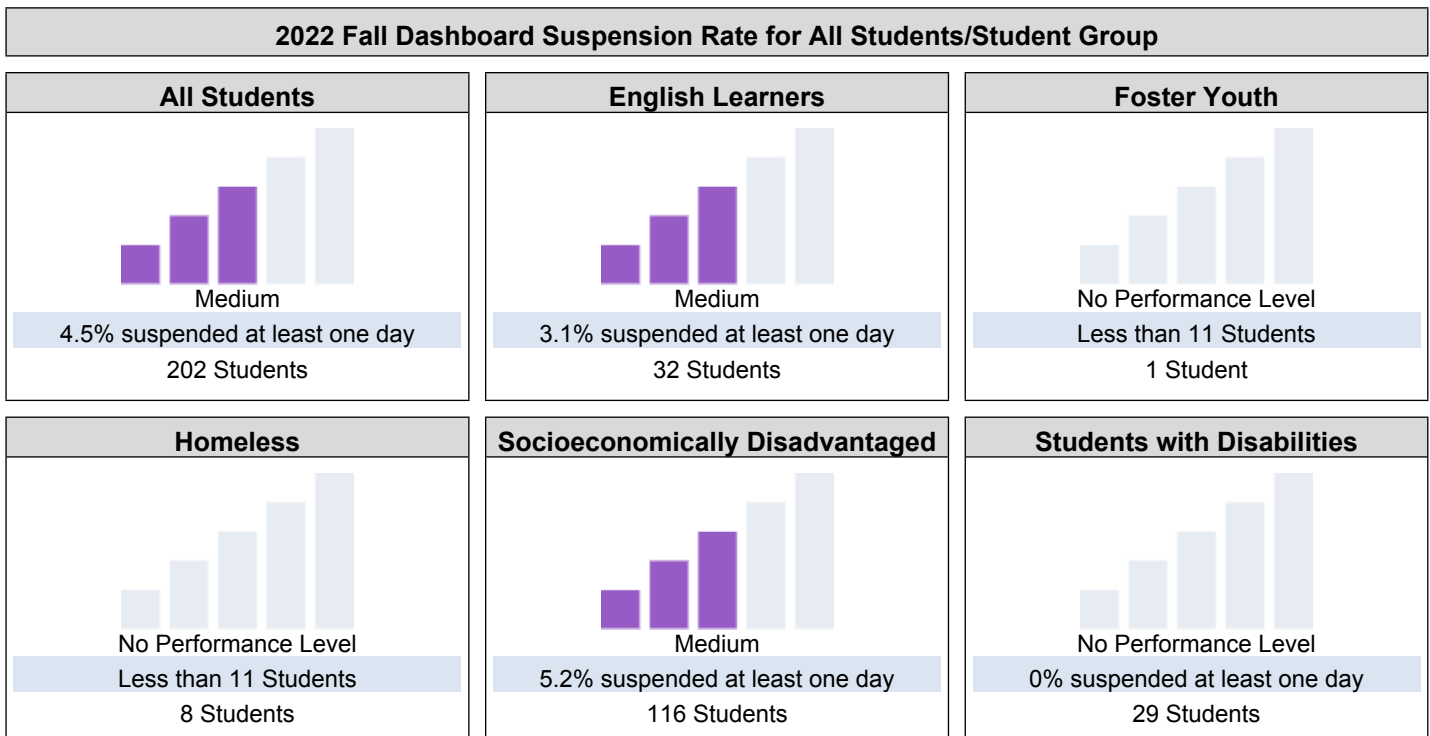 2022 Fall Dashboard Suspension Rate for All Students/Student Group
All Students
Medium
4.5% suspended at least one day
202 Students
English Learners
Medium
3.1% suspended at least one day
32 Students
Foster Youth
No Performance Level
Less than 11 Students
1 Student
Homeless
No Performance Level
Less than 11 Students
8 Students
Socioeconomically Disadvantaged
Medium
5.2% suspended at least one day
116 Students
Students with Disabilities
No Performance Level
0% suspended at least one day
29 Students